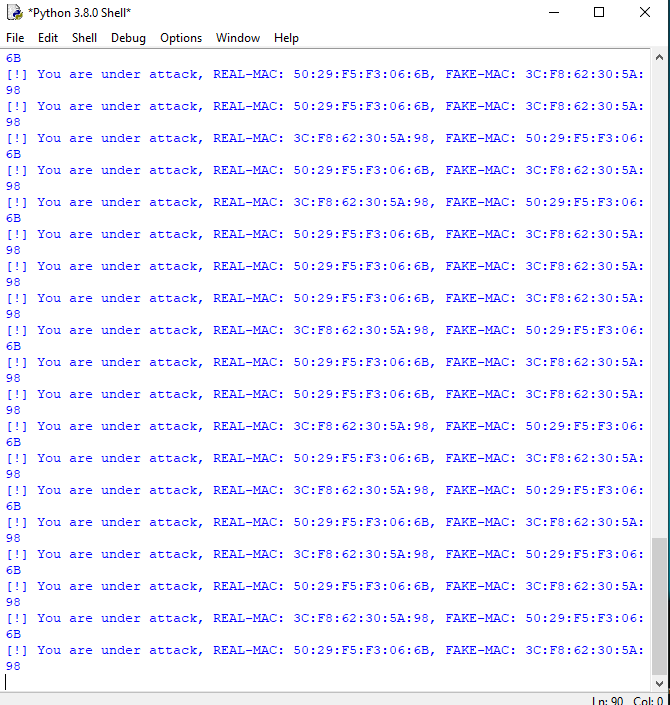 *Python 3.8.0 Shell*
File Edit Shell Debug Options Window Help
6B
[!] You are under attack, REAL-MAC: 50:29:F5:F3:06:6B, FAKE-MAC: 3C:F8:62:30:5A:
98
[!] You are under attack, REAL-MAC: 50:29:F5:F3:06:6B, FAKE-MAC: 3C:F8:62:30:5A:
98
[!] You are under attack, REAL-MAC: 3C:F8:62:30:5A:98, FAKE-MAC: 50:29:F5:F3:06:
6B
[!] You are under attack, REAL-MAC: 50:29:F5:F3:06:6B, FAKE-MAC: 3C:F8:62:30:5A:
98
[!] You are under attack, REAL-MAC: 3C:F8:62:30:5A:98, FAKE-MAC: 50:29:F5:F3:06:
6B
[!] You are under attack, REAL-MAC: 50:29:F5:F3:06:6B, FAKE-MAC: 3C:F8:62:30:5A:
98
[!] You are under attack, REAL-MAC: 50:29:F5:F3:06:6B, FAKE-MAC: 3C:F8:62:30:5A:
98
[!] You are under attack, REAL-MAC: 50:29:F5:F3:06:6B, FAKE-MAC: 3C:F8:62:30:5A:
98
[!] You are under attack, REAL-MAC: 3C:F8:62:30:5A:98, FAKE-MAC: 50:29:F5:F3:06:
6B
[!] You are under attack, REAL-MAC: 50:29:F5:F3:06:6B, FAKE-MAC: 3C:F8:62:30:5A:
98
[!] You are under attack, REAL-MAC: 50:29:F5:F3:06:6B, FAKE-MAC: 3C:F8:62:30:5A:
98
[!] You are under attack, REAL-MAC: 3C:F8:62:30:5A:98, FAKE-MAC: 50:29:F5:F3:06:
6B
[!] You are under attack, REAL-MAC: 50:29:F5:F3:06:6B, FAKE-MAC: 3C:F8:62:30:5A:
98
[!] You are under attack, REAL-MAC: 3C:F8:62:30:5A:98, FAKE-MAC: 50:29:F5:F3:06:
6B
[!] You are under attack, REAL-MAC: 50:29:F5:F3:06:6B, FAKE-MAC: 3C:F8:62:30:5A:
98
[!] You are under attack, REAL-MAC: 3C:F8:62:30:5A:98, FAKE-MAC: 50:29:F5:F3:06:
6B
[!] You are under attack, REAL-MAC: 50:29:F5:F3:06:6B, FAKE-MAC: 3C:F8:62:30:5A:
98
[!] You are under attack, REAL-MAC: 3C:F8:62:30:5A:98, FAKE-MAC: 50:29:F5:F3:06:
6B
[!] You are under attack, REAL-MAC: 50:29:F5:F3:06:6B, FAKE-MAC: 3C:F8:62:30:5A:
98
Ln: 90 Col: 0